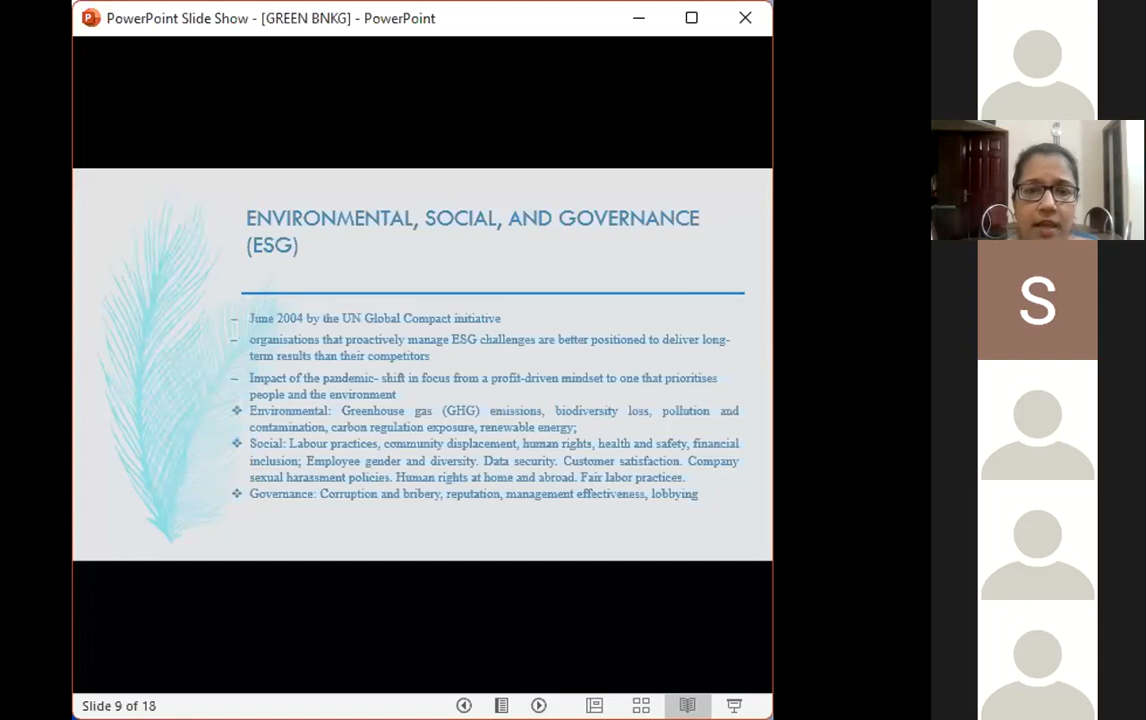 PowerPoint Slide Show - [GREEN BNKG] - PowerPoint
ENVIRONMENTAL, SOCIAL, AND GOVERNANCE
(ESG)
– June 2004 by the UN Global Compact initiative
– organisations that proactively manage ESG challenges are better positioned to deliver long-
term results than their competitors
– Impact of the pandemic- shift in focus from a profit-driven mindset to one that prioritises
people and the environment
❖ Environmental: Greenhouse gas (GHG) emissions, biodiversity loss, pollution and
contamination, carbon regulation exposure, renewable energy;
❖ Social: Labour practices, community displacement, human rights, health and safety, financial
inclusion; Employee gender and diversity. Data security. Customer satisfaction. Company
sexual harassment policies. Human rights at home and abroad. Fair labor practices.
❖ Governance: Corruption and bribery, reputation, management effectiveness, lobbying
Slide 9 of 18
S